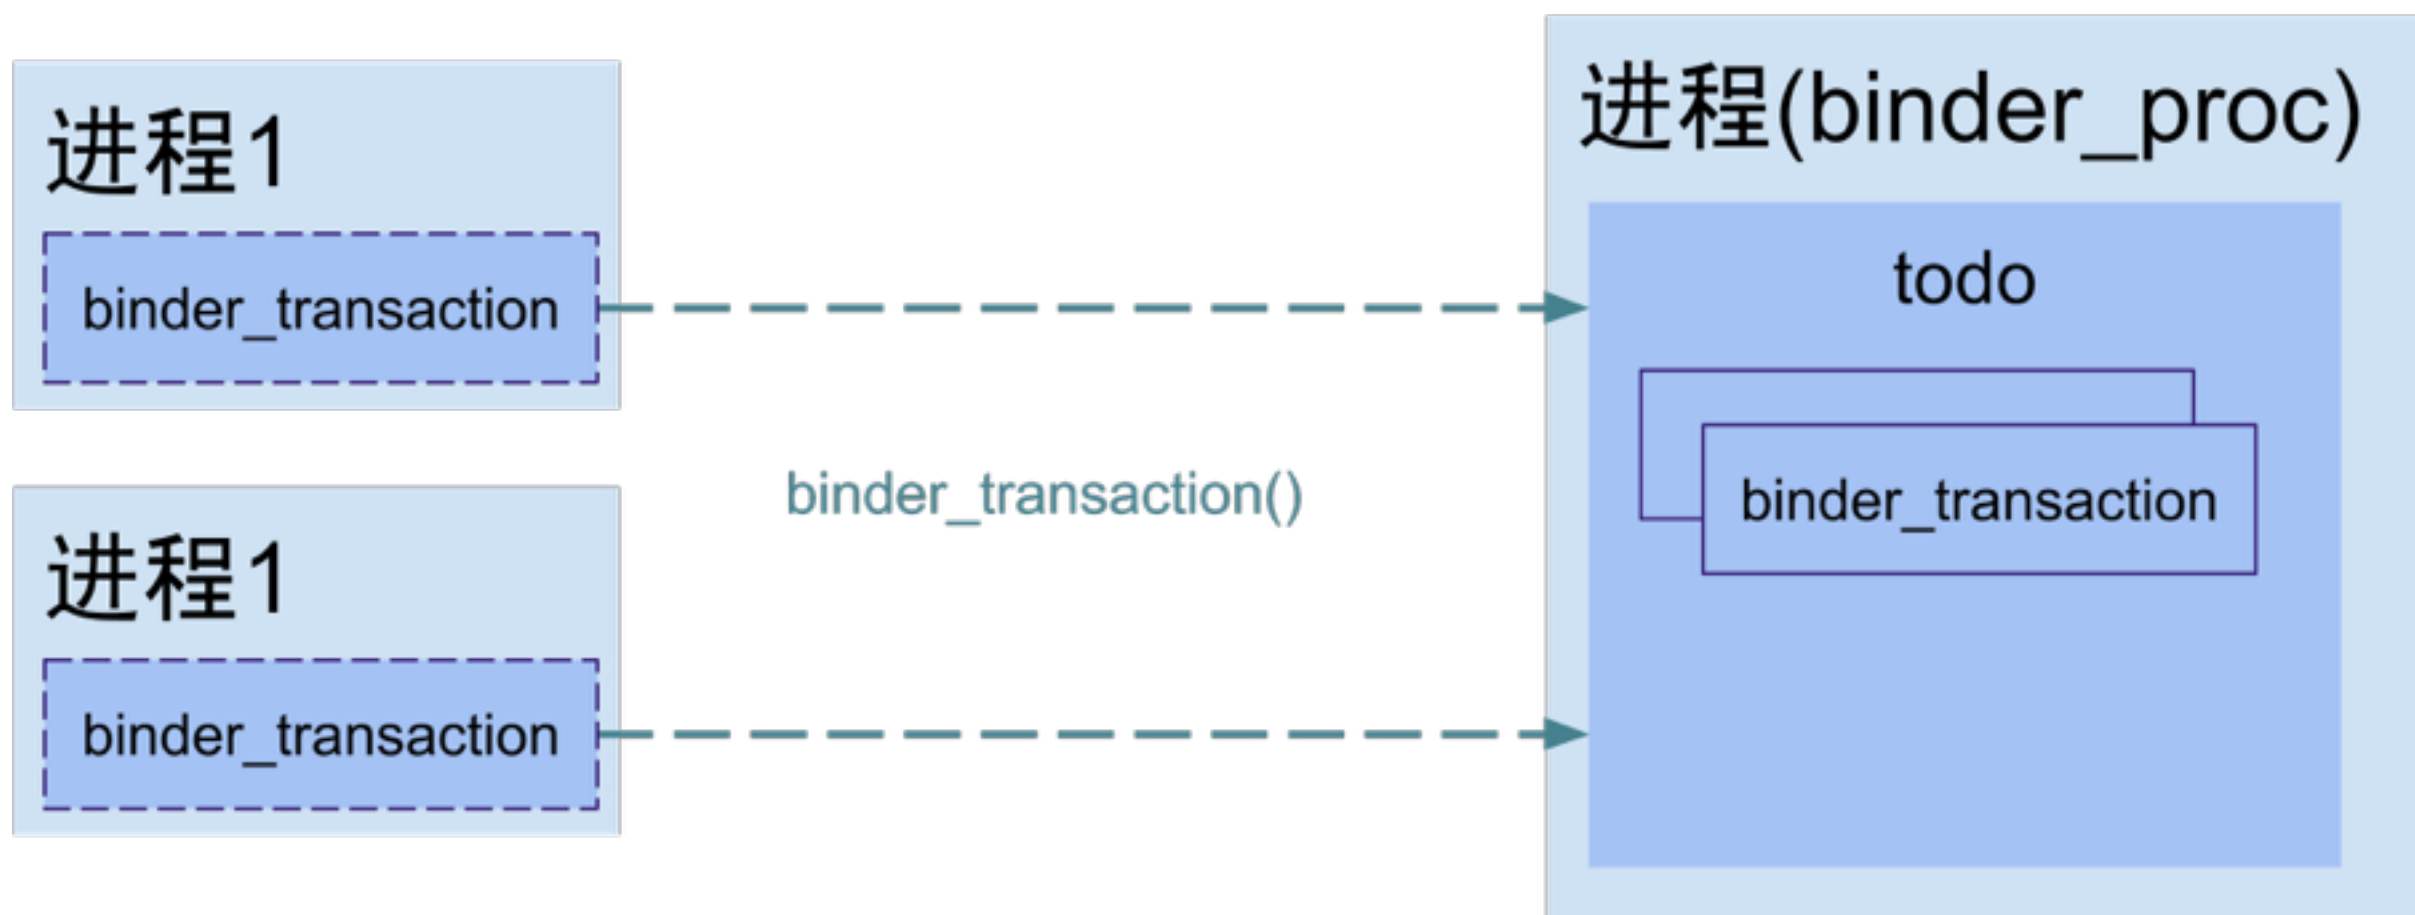 进程1
binder_transaction
进程1
binder_transaction
binder_transaction()
进程(binder_proc)
todo
binder_transaction